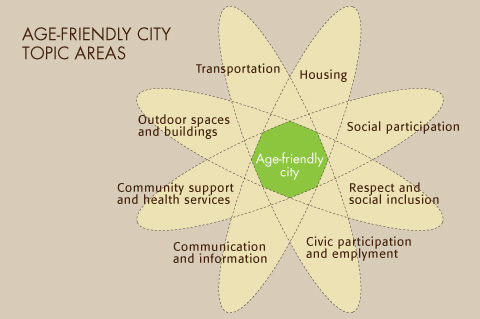 AGE-FRIENDLY CITY
TOPIC AREAS
Transportation
Housing
Outdoor spaces
and buildings
Social participation
Age-friendly
city
Community support
and health services
Respect and
social inclusion
Communication
and information
Civic participation
and emplyment